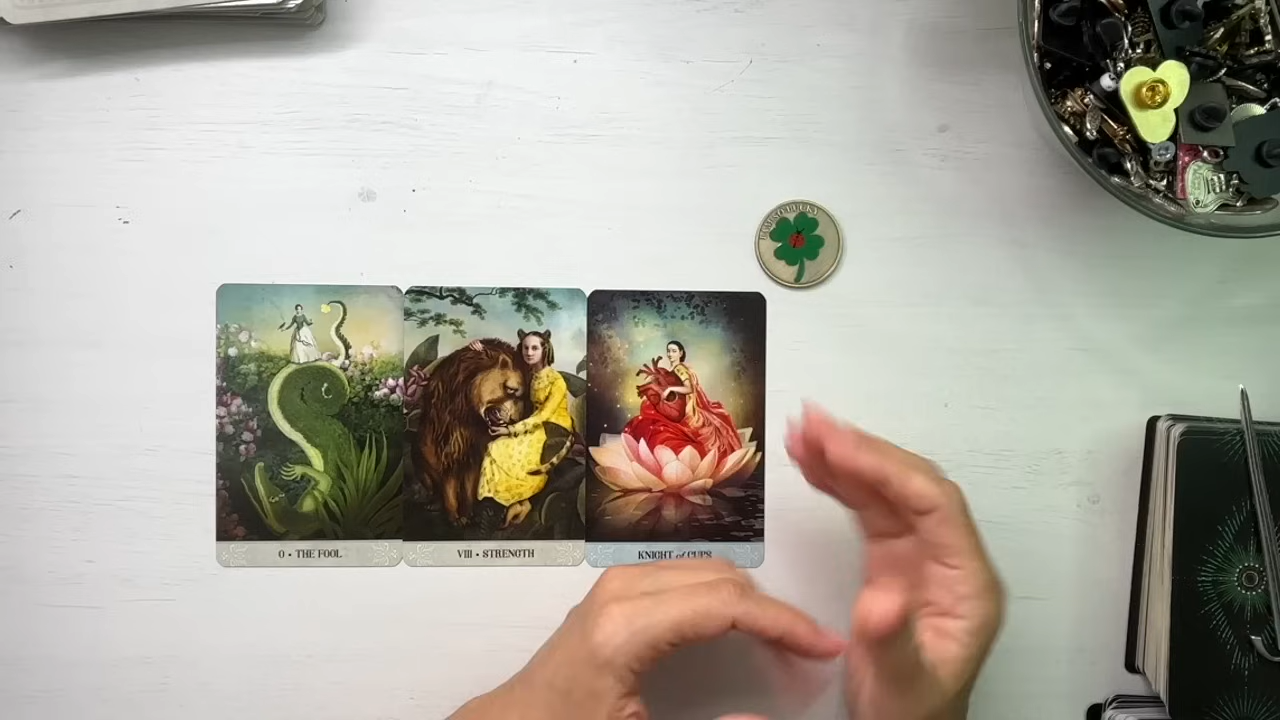 0 • THE FOOL
VIII • STRENGTH
KNIGHT of CUPS